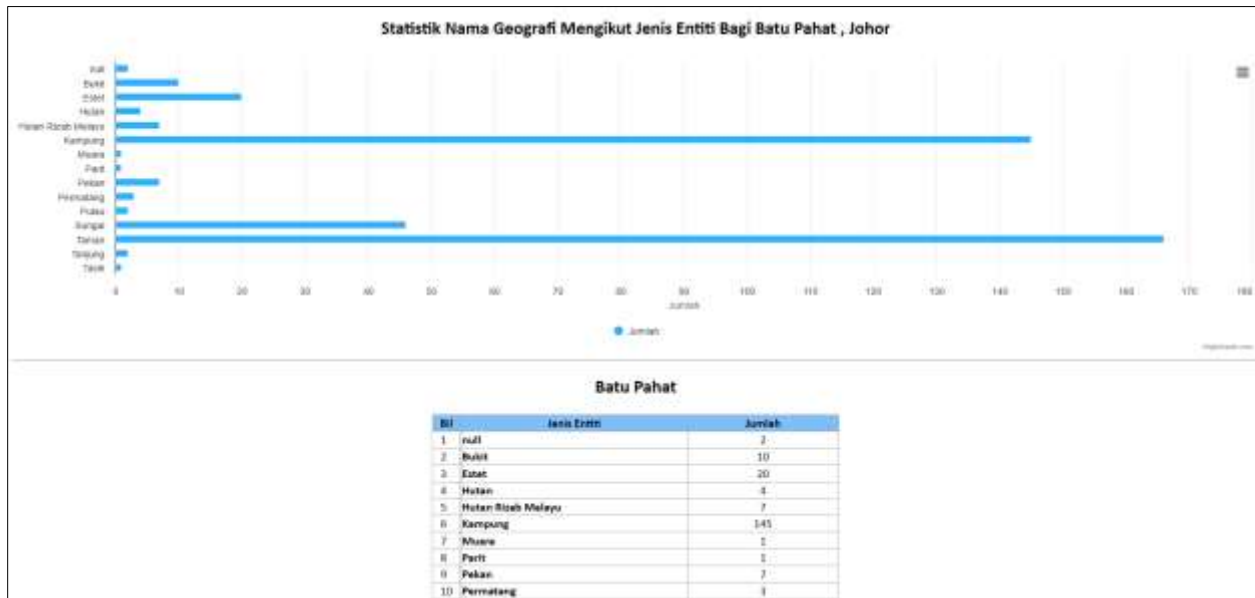 Statistik Nama Geografi Mengikut Jenis Entiti Bagi Batu Pahat , Johor
null
Bukit
Estet
Hutan
Hutan Rizab Melayu
Kampung
Muara
Parit
Pekan
Permatang
Pulau
Sungai
Taman
Tanjung
Tasik
0 10 20 30 40 50 60 70 80 90 100 110 120 130 140 150 160 170 180
Jumlah
Jumlah
Batu Pahat
Bil Jenis Entiti Jumlah
1 null 2
2 Bukit 10
3 Estet 20
4 Hutan 4
5 Hutan Rizab Melayu 7
6 Kampung 145
7 Muara 1
8 Parit 1
9 Pekan 7
10 Permatang 3